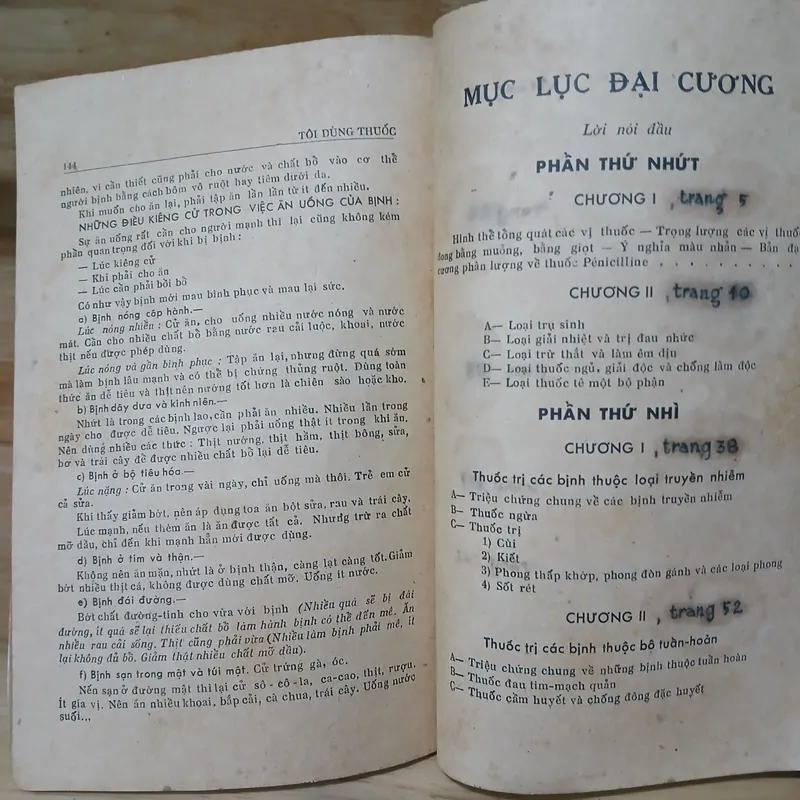 144
TÔI DÙNG THUỐC
nhiên. vì cần thiết cũng phải cho nước và chất bổ vào cơ thể
người bịnh bằng cách bôm vô ruột hay tiêm dưới da.
Khi muốn cho ăn lại, phải tập ăn lần lần từ ít đến nhiều.
NHỮNG ĐIỀU KIÊNG CỬ TRONG VIỆC ĂN UỐNG CỦA BỊNH :
Sự ăn uống rất cần cho người mạnh thì lại cũng không kém
phần quan trọng đối với khi bị bịnh :
— Lúc kiêng cử
— Khi phải cho ăn
— Lúc cần phải bồi bổ
Có như vậy bịnh mới mau bình phục và mau lại sức.
a) Bịnh nóng cấp hành.—
Lúc nóng nhiều : Cử ăn, cho uống nhiều nước nóng và nước
mát. Cần cho nhiều chất bổ bằng nước rau cải luộc, khoai, nước
thịt nếu được phép dùng.
Lúc nóng và gần bình phục : Tập ăn lại, nhưng đừng quá sớm
mà làm bịnh lâu mạnh và có thể bị chứng thủng ruột. Dùng toàn
thức ăn dể tiêu và thịt nên nướng tốt hơn là chiên sào hoặc kho.
b) Bịnh dây dưa và kinh niên.—
Nhứt là trong các bịnh lao, cần phải ăn nhiều. Nhiều lần trong
ngày cho được dể tiêu. Ngược lại phải uống thật ít trong khi ăn.
Nên dùng nhiều các thức : Thịt nướng, thịt hầm, thịt bông, sửa,
bơ và trái cây để được nhiều chất bổ lại dể tiêu.
c) Bịnh ở bộ tiêu hóa.—
Lúc nặng : Cử ăn trong vài ngày, chỉ uống mà thôi. Trẻ em cử
cả sửa.
Khi thấy giảm bớt, nên áp dụng toa ăn bột sửa, rau và trái cây.
Lúc mạnh, nếu thèm ăn là ăn được tất cả. Nhưng trừ ra chất
mỡ dầu, chỉ đến khi mạnh hẳn mới được dùng.
d) Bịnh ở tim và thận.—
Không nên ăn mặn, nhứt là ở bịnh thận, càng lạt càng tốt. Giảm
bớt nhiều thịt cá, không được dùng chất mỡ. Uống ít nước.
e) Bịnh đái đường.—
Bớt chất đường-tinh cho vừa với bịnh (Nhiều quá sẽ bị đái
đường, ít quá sẽ lại thiếu chất bổ làm hành bịnh có thể đến mê. Ăn
nhiều rau cải sống. Thịt cũng phải vừa (Nhiều làm bịnh phải mê, ít
lại không đủ bổ. Giảm thật nhiều chất mỡ dầu).
f) Bịnh sạn trong mật và túi mật. Cử trứng gà, óc.
Nến sạn ở đường mật thì lại cử sô-cô-la, ca-cao, thịt, rượu.
Ít gia vị. Nên ăn nhiều khoai, bắp cải, cà chua, trái cây. Uống nước
suối...
MỤC LỤC ĐẠI CƯƠNG
Lời nói đầu
PHẦN THỨ NHỨT
CHƯƠNG I , trang 5
Hình thể tổng quát các vị thuốc — Trọng lượng các vị thuốc
đong bằng muổng, bằng giọt — Ý nghĩa màu nhãn — Bản đại
cương phân lượng về thuốc Pénicilline . . . . . . . . .
CHƯƠNG II , trang 10
A— Loại trụ sinh
B— Loại giải nhiệt và trị đau nhức
C— Loại trừ thắt và làm êm dịu
D— Loại thuốc ngủ, giải độc và chống làm độc
E— Loại thuốc tê một bộ phận
PHẦN THỨ NHÌ
CHƯƠNG I , trang 38
Thuốc trị các bịnh thuộc loại truyền nhiễm
A— Triệu chứng chung về các bịnh truyền nhiễm
B— Thuốc ngừa
C— Thuốc trị
1) Cùi
2) Kiết
3) Phong thấp khớp, phong đòn gánh và các loại phong
4) Sốt rét
CHƯƠNG II , trang 52
Thuốc trị các bịnh thuộc bộ tuần-hoàn
A— Triệu chứng chung về những bịnh thuộc tuần hoàn
B— Thuốc đau tim-mạch quản
C— Thuốc cầm huyết và chống đông đặc huyết